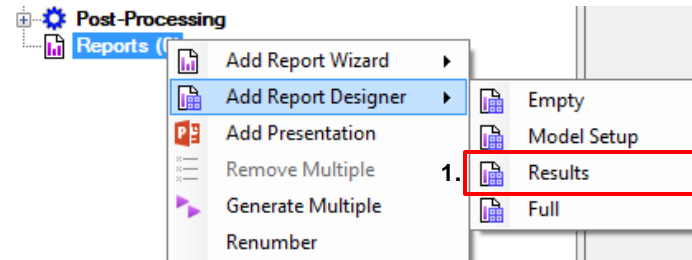 Post-Processing
Reports (0)
Add Report Wizard
Add Report Designer
Empty
Add Presentation
Model Setup
Remove Multiple
1.
Results
Generate Multiple
Full
Renumber